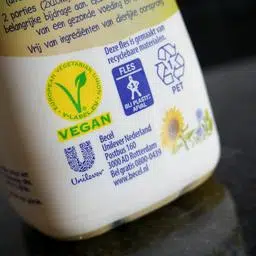 2 porties (2x10
belangrijke bijdrage aan
van een gezonde voeding
Vrij van ingrediënten van dierlijke oorsprong
Deze fles is gemaakt van
recyclebare materialen.
EUROPEAN VEGETARIAN UNION
V-LABEL.EU
VEGAN
FLES
BIJ PLASTIC
AFVAL
PET
Unilever
Becel
Unilever Nederland
Postbus 160
3000 AD Rotterdam
Bel gratis 0800-0439
www.becel.nl